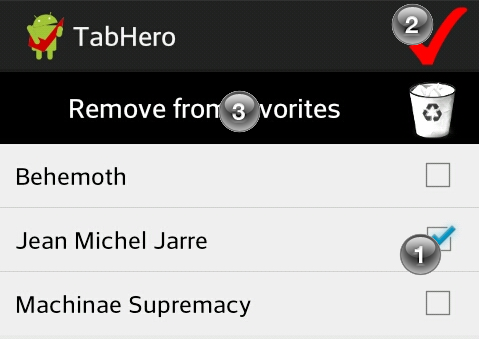 TabHero
2
Remove from 3 vorites
Behemoth
Jean Michel Jarre
1
Machinae Supremacy